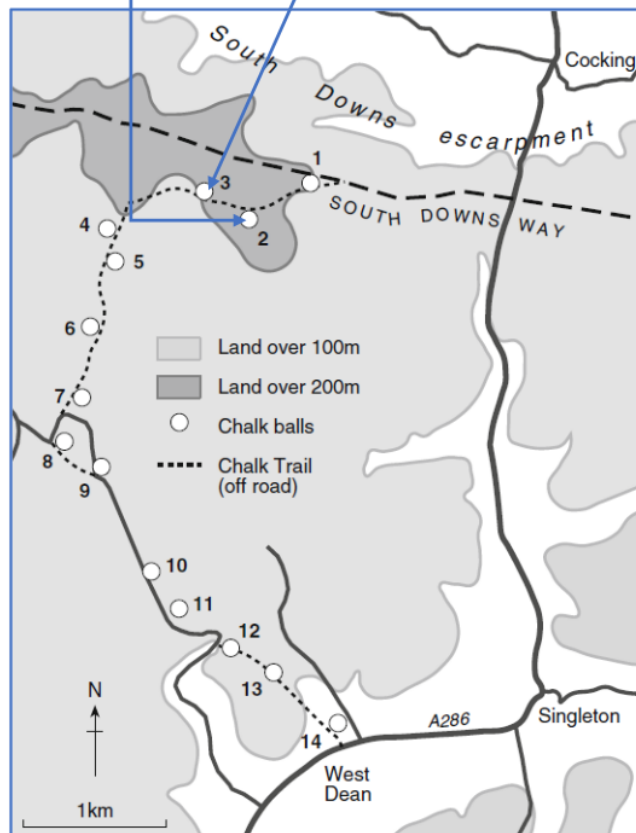 South Downs escarpment
Cocking
1
3
SOUTH DOWNS WAY
2
4
5
6
Land over 100m
Land over 200m
7
Chalk balls
8
Chalk Trail
(off road)
9
10
11
12
13
N
A286
Singleton
14
West
Dean
1km